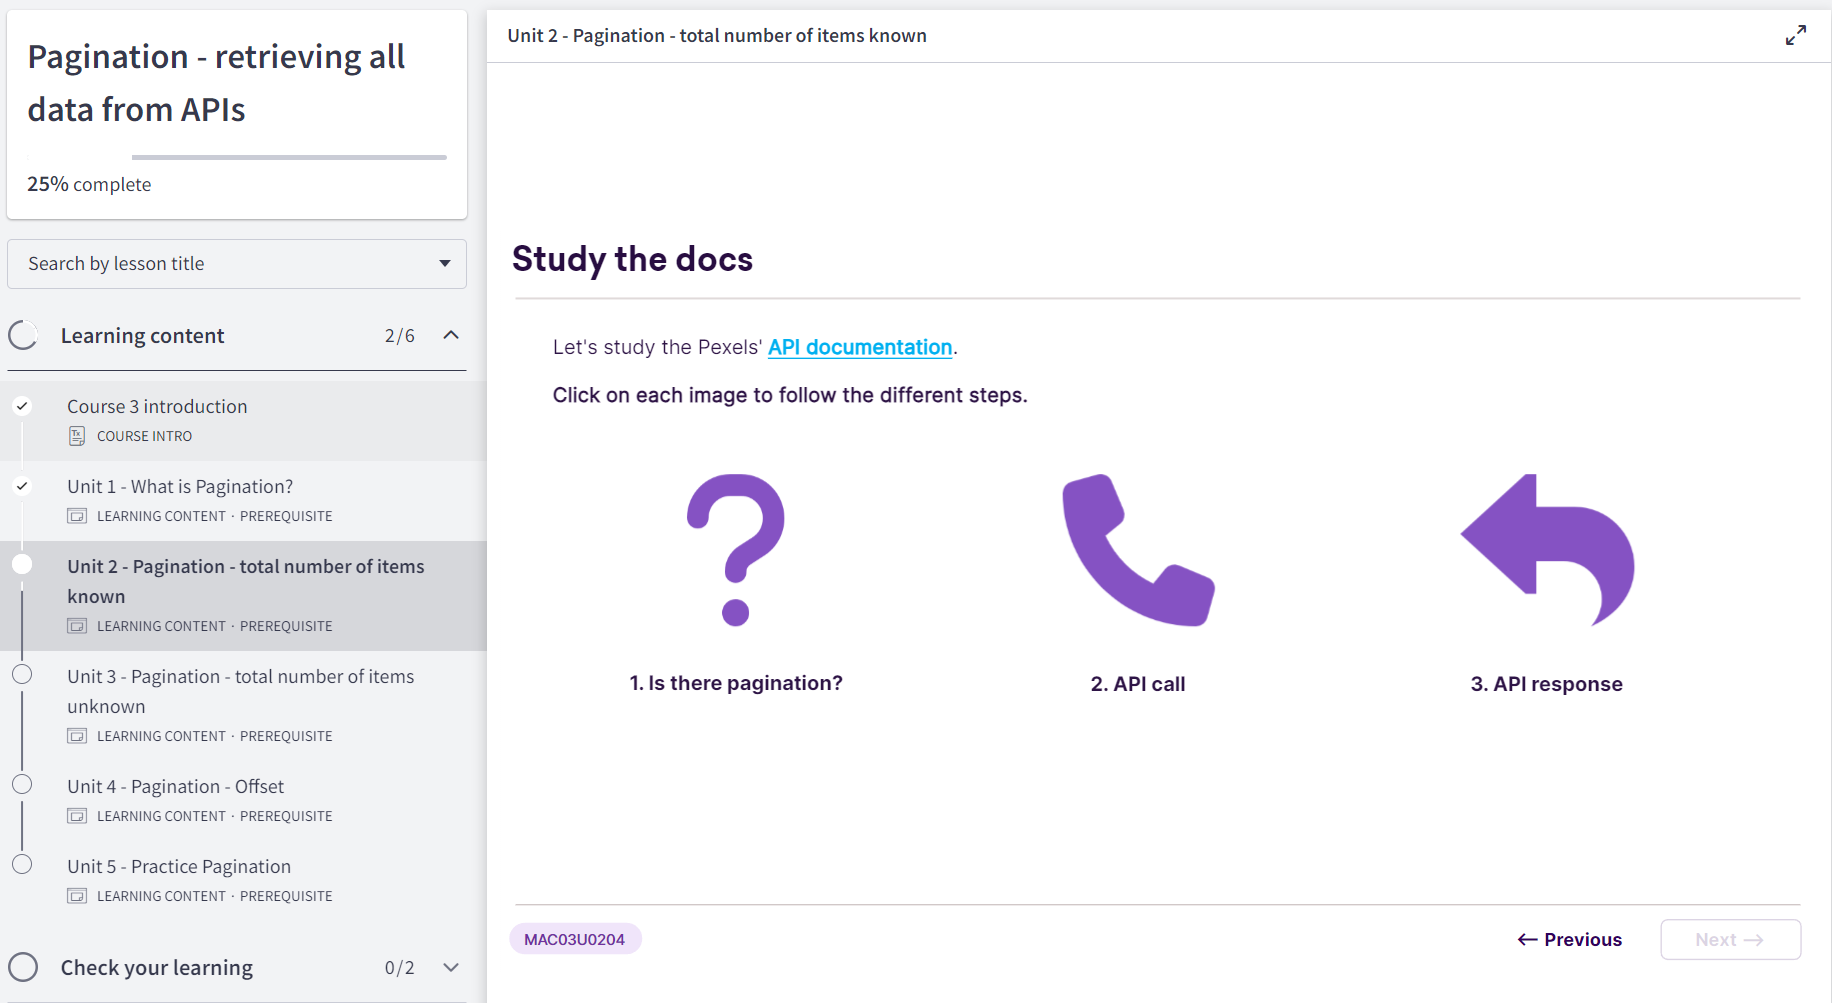 Pagination - retrieving all
data from APIs
25% complete
Search by lesson title
Learning content 2/6
Course 3 introduction
COURSE INTRO
Unit 1 - What is Pagination?
LEARNING CONTENT · PREREQUISITE
Unit 2 - Pagination - total number of items
known
LEARNING CONTENT · PREREQUISITE
Unit 3 - Pagination - total number of items
unknown
LEARNING CONTENT · PREREQUISITE
Unit 4 - Pagination - Offset
LEARNING CONTENT · PREREQUISITE
Unit 5 - Practice Pagination
LEARNING CONTENT · PREREQUISITE
Check your learning 0/2
Unit 2 - Pagination - total number of items known
Study the docs
Let's study the Pexels' API documentation.
Click on each image to follow the different steps.
1. Is there pagination?
2. API call
3. API response
MAC03U0204
← Previous
Next →